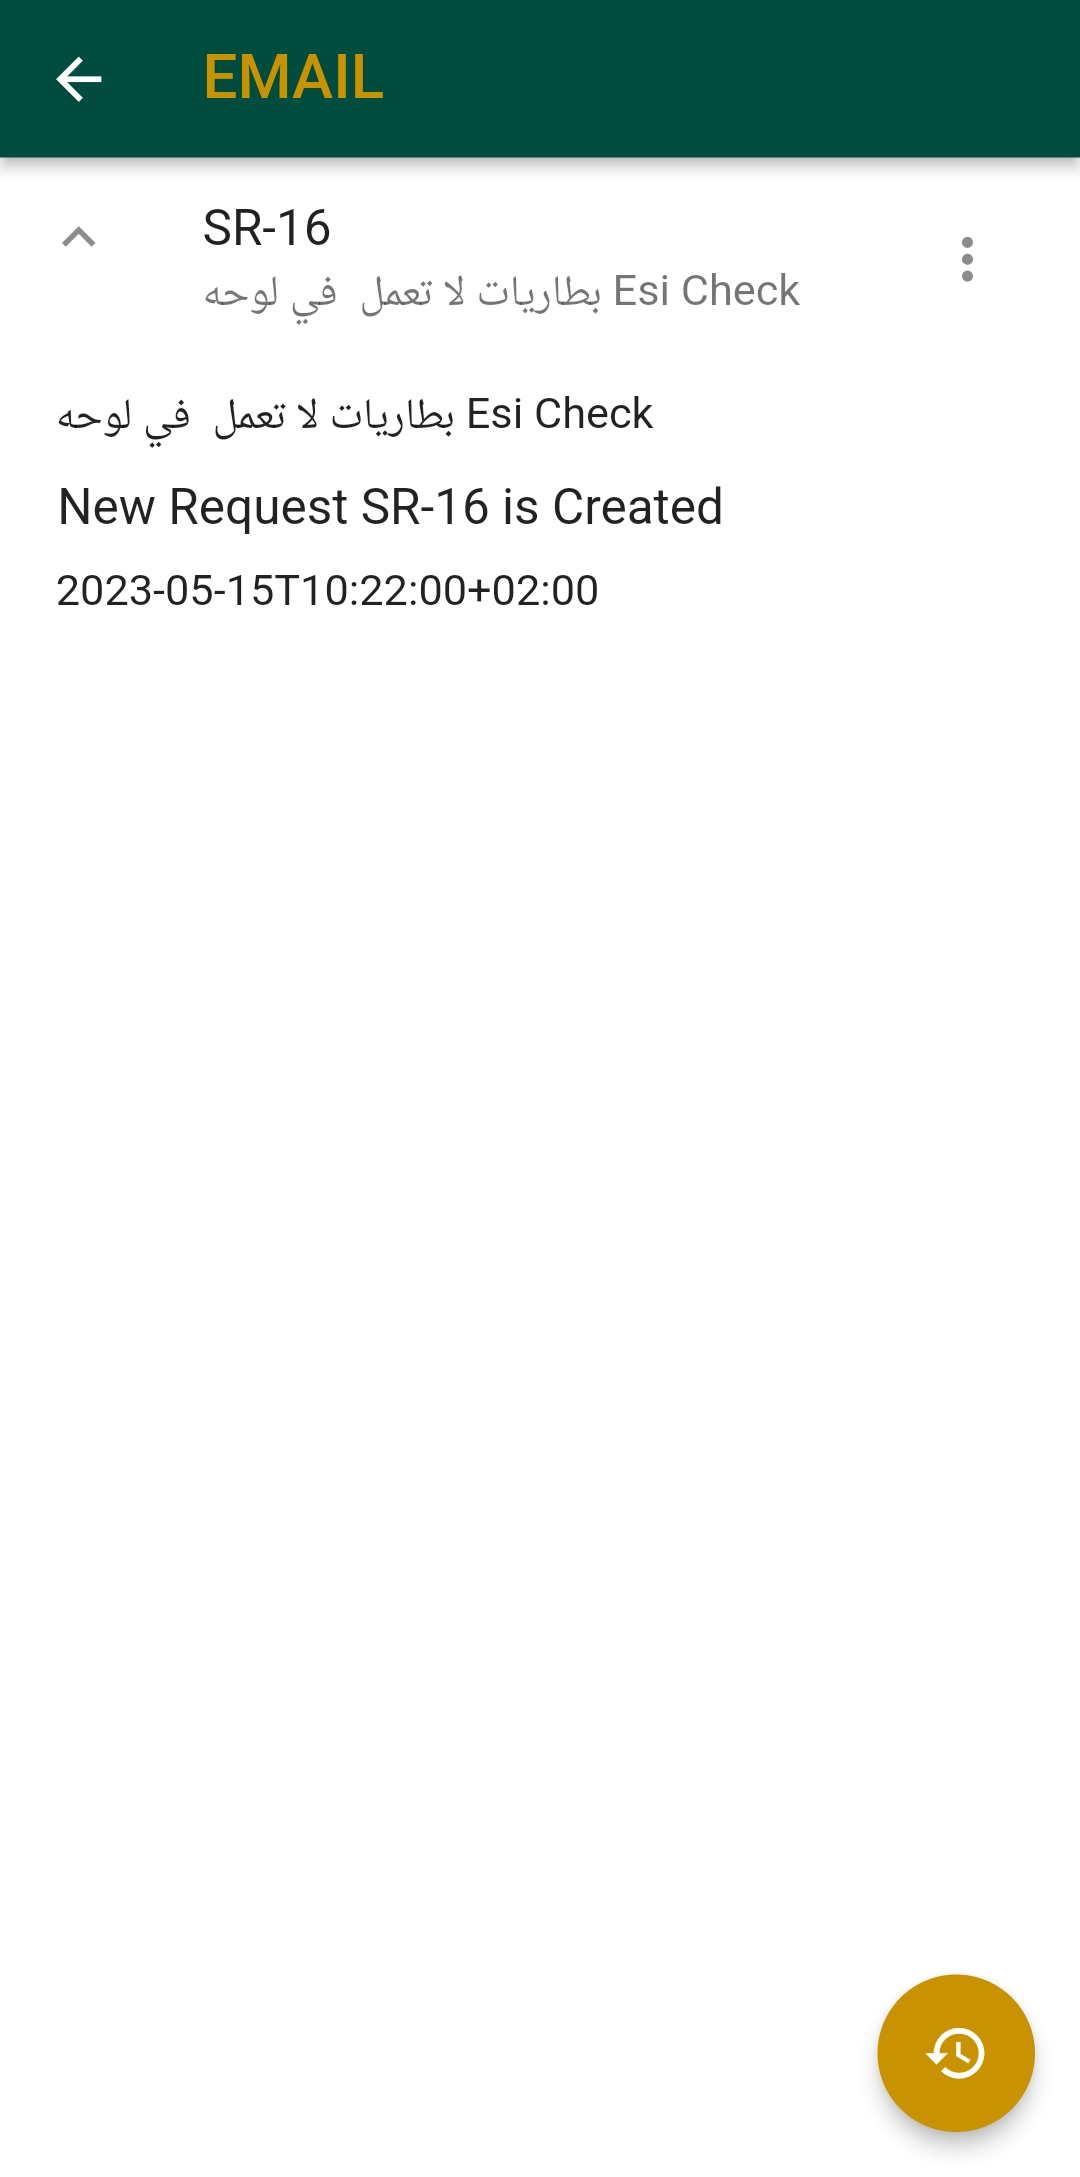 EMAIL
SR-16
بطاريات لا تعمل  في لوحه Esi Check
بطاريات لا تعمل  في لوحه Esi Check
New Request SR-16 is Created
2023-05-15T10:22:00+02:00